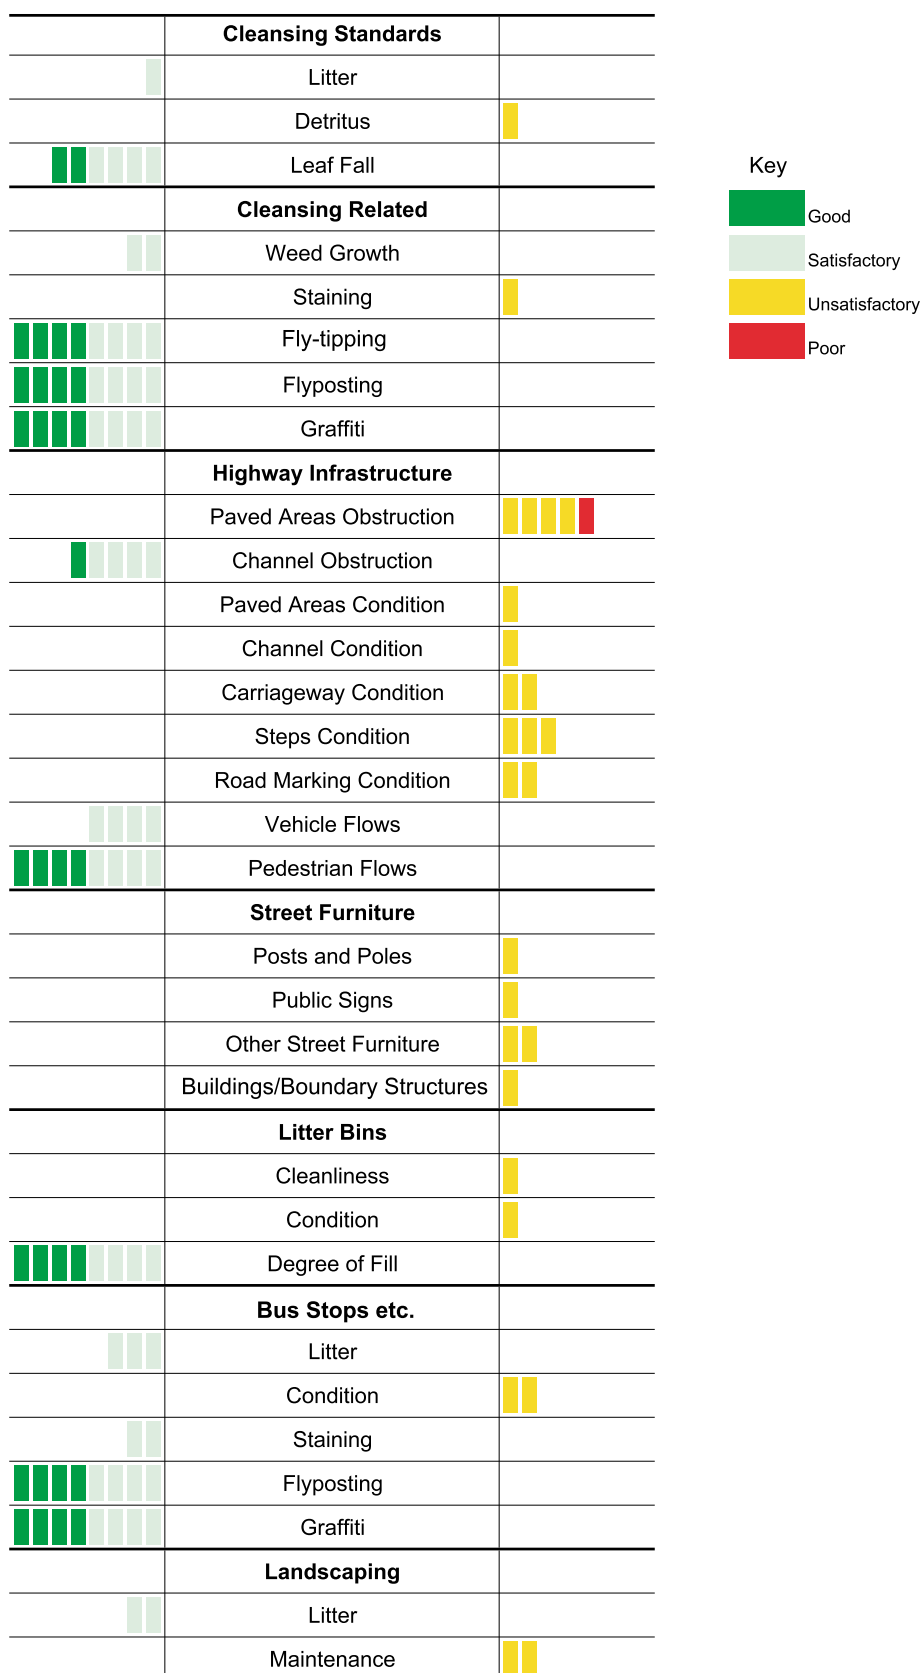 Cleansing Standards
Litter
Detritus
Leaf Fall
Cleansing Related
Weed Growth
Staining
Fly-tipping
Flyposting
Graffiti
Highway Infrastructure
Paved Areas Obstruction
Channel Obstruction
Paved Areas Condition
Channel Condition
Carriageway Condition
Steps Condition
Road Marking Condition
Vehicle Flows
Pedestrian Flows
Street Furniture
Posts and Poles
Public Signs
Other Street Furniture
Buildings/Boundary Structures
Litter Bins
Cleanliness
Condition
Degree of Fill
Bus Stops etc.
Litter
Condition
Staining
Flyposting
Graffiti
Landscaping
Litter
Maintenance
Key
Good
Satisfactory
Unsatisfactory
Poor